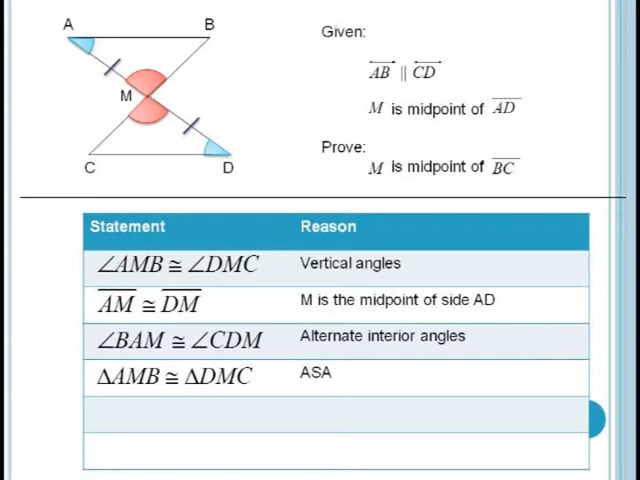 A
B
M
C
D
Given:
AB || CD
M is midpoint of AD
Prove:
M is midpoint of BC
Statement Reason
∠AMB ≅ ∠DMC Vertical angles
AM ≅ DM M is the midpoint of side AD
∠BAM ≅ ∠CDM Alternate interior angles
ΔAMB ≅ ΔDMC ASA